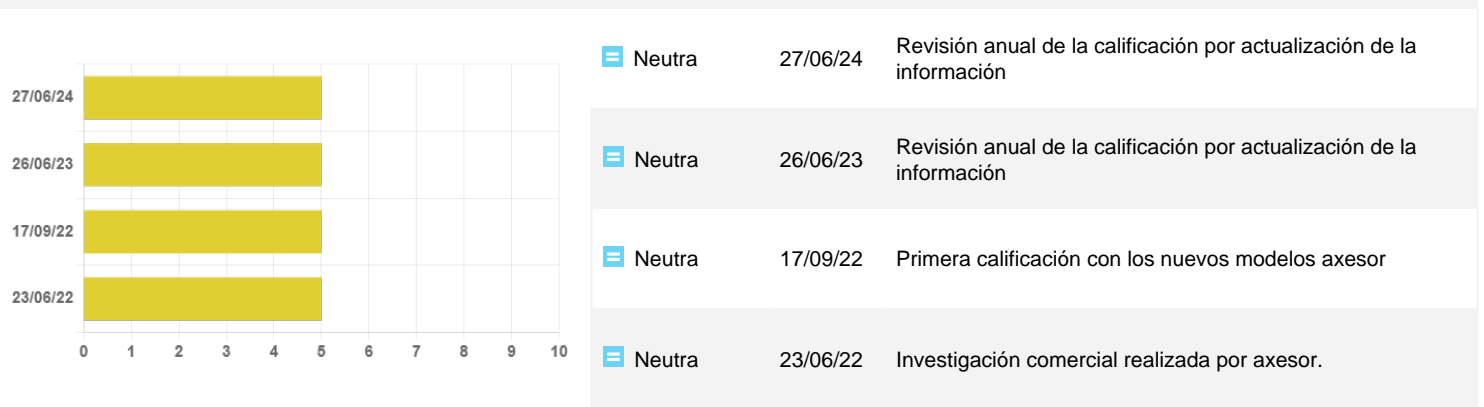 27/06/24
26/06/23
17/09/22
23/06/22
0 1 2 3 4 5 6 7 8 9 10
Neutra 27/06/24 Revisión anual de la calificación por actualización de la
información
Neutra 26/06/23 Revisión anual de la calificación por actualización de la
información
Neutra 17/09/22 Primera calificación con los nuevos modelos axesor
Neutra 23/06/22 Investigación comercial realizada por axesor.